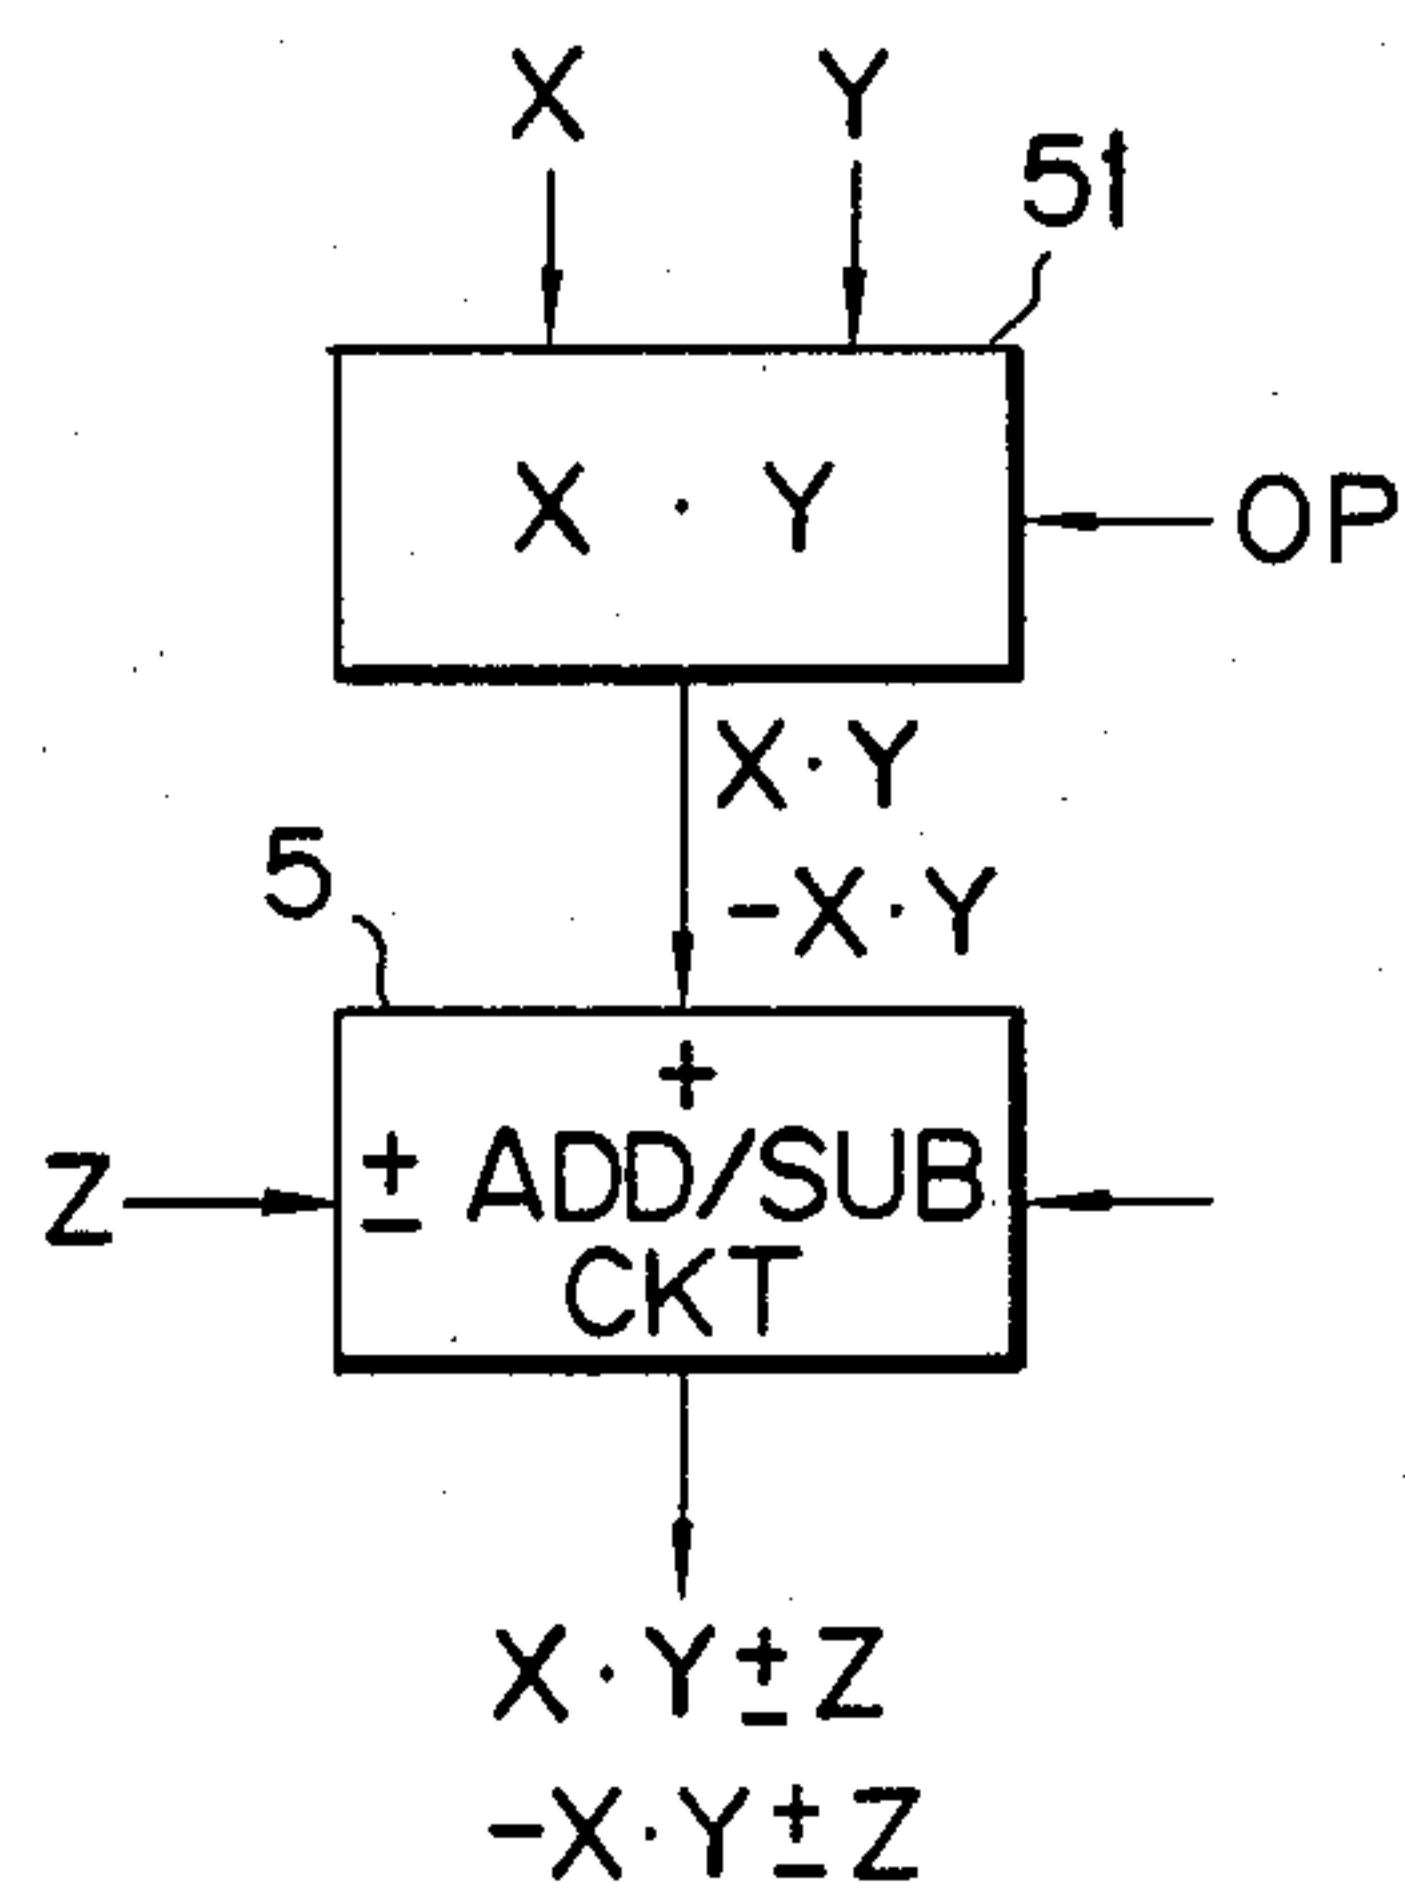 X Y
51
X · Y
OP
X · Y
-X · Y
5
+
± ADD/SUB
Z
CKT
X · Y ± Z
-X · Y ± Z